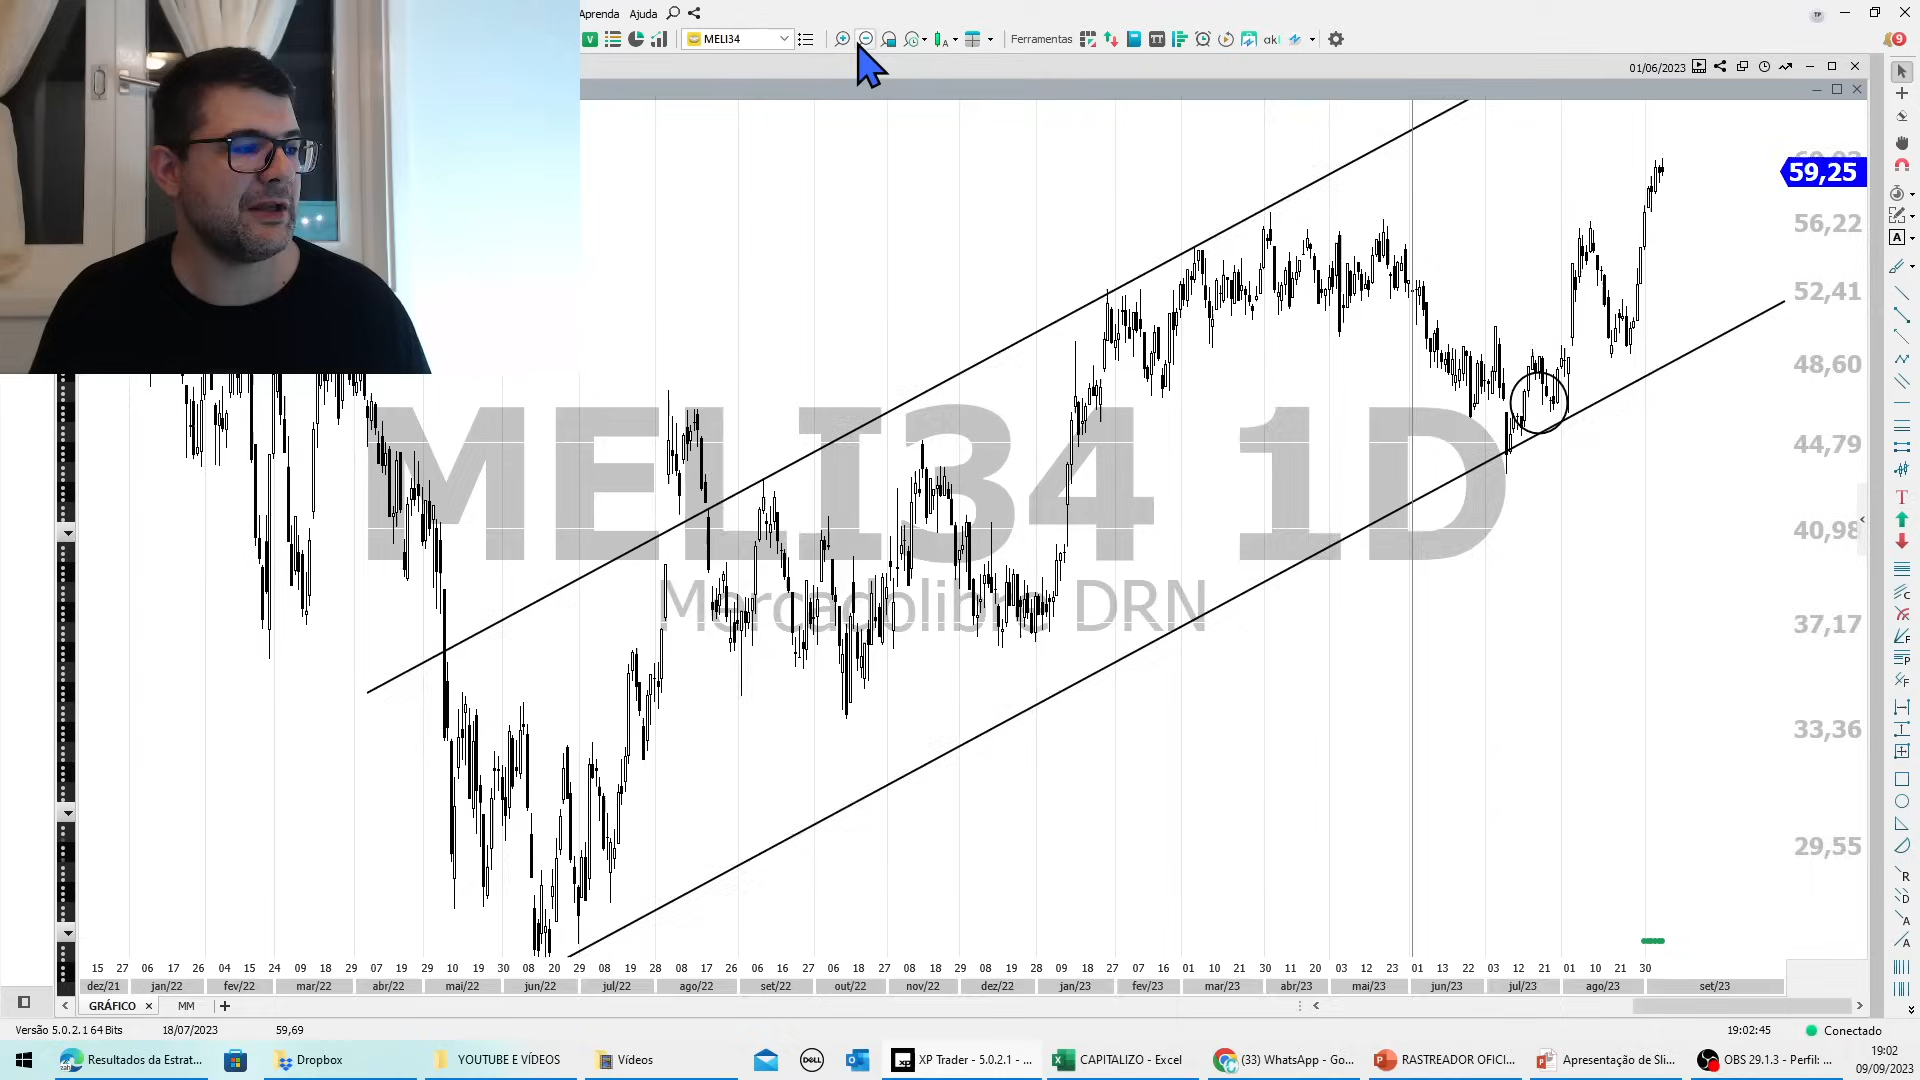 Aprenda Ajuda
MELI34
Ferramentas
9
01/06/2023
59,25
56,22
52,41
48,60
44,79
40,98
37,17
33,36
29,55
MELI34 1D
Mercadolibre DRN
15 27 06 17 26 04 15 24 09 18 29 07 19 29 10 19 30 08 20 29 08 19 28 08 17 26 06 16 27 06 18 27 08 18 29 08 19 29 09 18 27 07 16 01 10 21 30 11 20 03 12 23 01 13 22 03 12 21 01 10 21 30
dez/21 jan/22 fev/22 mar/22 abr/22 mai/22 jun/22 jul/22 ago/22 set/22 out/22 nov/22 dez/22 jan/23 fev/23 mar/23 abr/23 mai/23 jun/23 jul/23 ago/23 set/23
GRÁFICO MM
Versão 5.0.2.1 64 Bits 18/07/2023 59,69 19:02:45 Conectado
Resultados da Estrat... Dropbox YOUTUBE E VÍDEOS Vídeos DELL XP Trader - 5.0.2.1 - ... CAPITALIZO - Excel (33) WhatsApp - Go... RASTREADOR OFICI... Apresentação de Sli... OBS 29.1.3 - Perfil: ... 19:02
09/09/2023